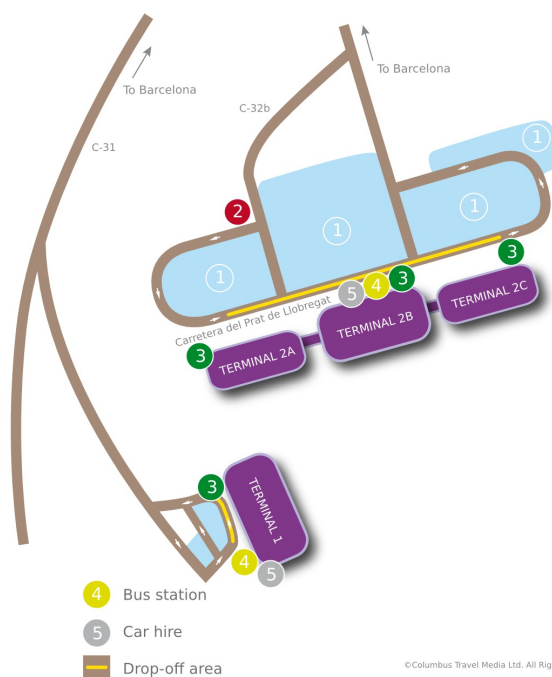 To Barcelona
To Barcelona
C-32b
C-31
1
1
1
1
2
3
3
4
5
3
Carretera del Prat de Llobregat
TERMINAL 2C
TERMINAL 2B
TERMINAL 2A
3
TERMINAL 1
4
5
4 Bus station
5 Car hire
Drop-off area
©Columbus Travel Media Ltd. All Rig